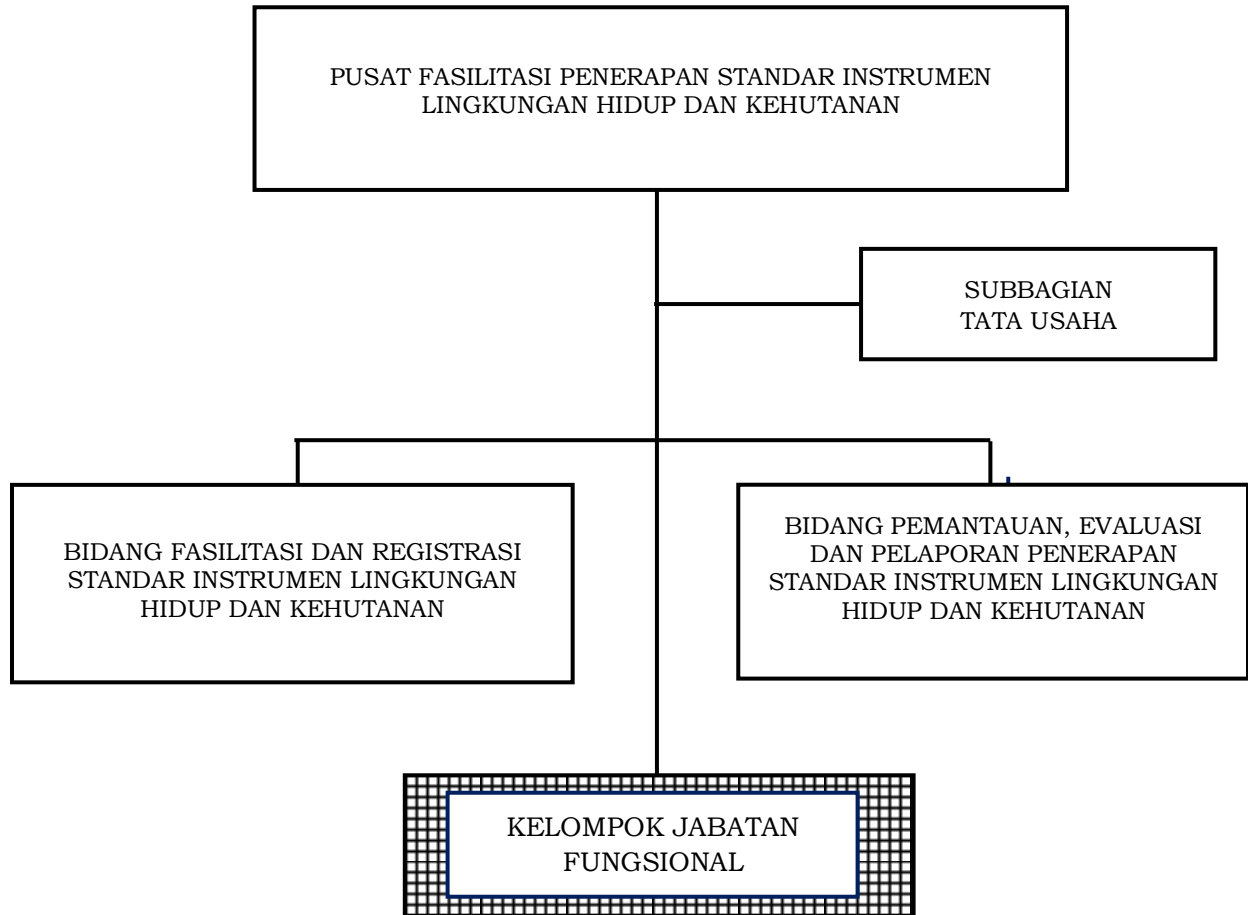 PUSAT FASILITASI PENERAPAN STANDAR INSTRUMEN
LINGKUNGAN HIDUP DAN KEHUTANAN
SUBBAGIAN
TATA USAHA
BIDANG FASILITASI DAN REGISTRASI
STANDAR INSTRUMEN LINGKUNGAN
HIDUP DAN KEHUTANAN
BIDANG PEMANTAUAN, EVALUASI
DAN PELAPORAN PENERAPAN
STANDAR INSTRUMEN LINGKUNGAN
HIDUP DAN KEHUTANAN
KELOMPOK JABATAN
FUNGSIONAL